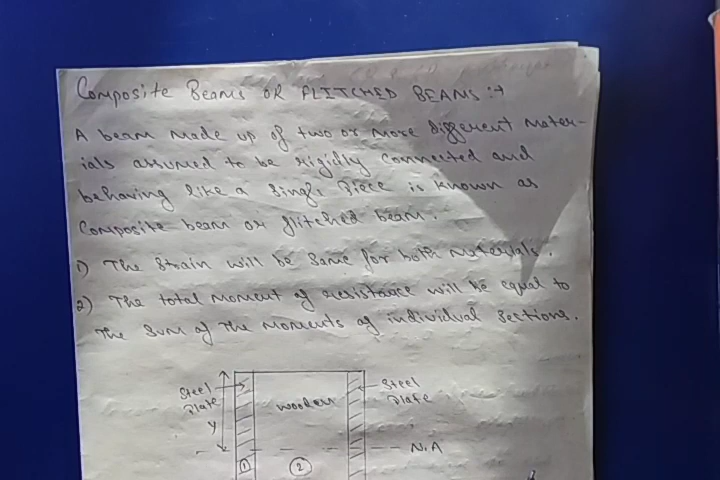 Composite Beams OR FLITCHED BEAMS :→
A beam made up of two or more different mater-
ials assumed to be rigidly connected and
behaving like a single piece is known as
Composite beam or flitched beam.
1) The Strain will be Same for both materials.
2) The total moment of resistance will be equal to
the Sum of the moments of individual Sections.
Steel Plate
wooden
Steel Plate
y
N.A
1
2